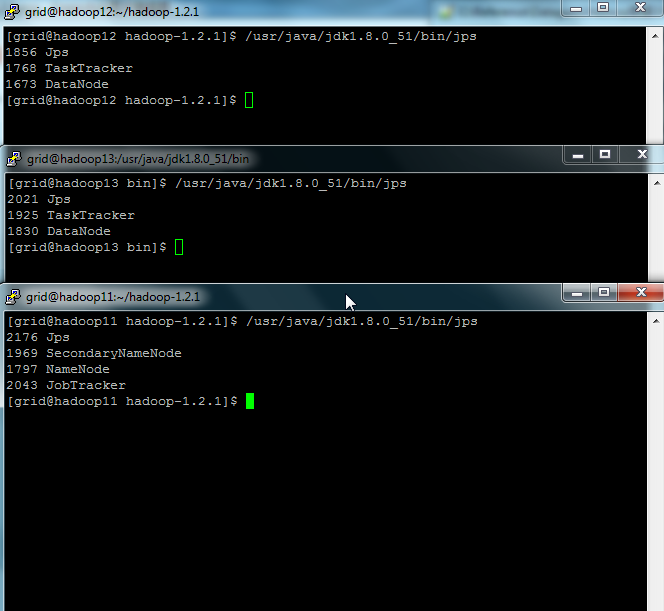 grid@hadoop12:~/hadoop-1.2.1
[grid@hadoop12 hadoop-1.2.1]$ /usr/java/jdk1.8.0_51/bin/jps
1856 Jps
1768 TaskTracker
1673 DataNode
[grid@hadoop12 hadoop-1.2.1]$
grid@hadoop13:/usr/java/jdk1.8.0_51/bin
[grid@hadoop13 bin]$ /usr/java/jdk1.8.0_51/bin/jps
2021 Jps
1925 TaskTracker
1830 DataNode
[grid@hadoop13 bin]$
grid@hadoop11:~/hadoop-1.2.1
[grid@hadoop11 hadoop-1.2.1]$ /usr/java/jdk1.8.0_51/bin/jps
2176 Jps
1969 SecondaryNameNode
1797 NameNode
2043 JobTracker
[grid@hadoop11 hadoop-1.2.1]$